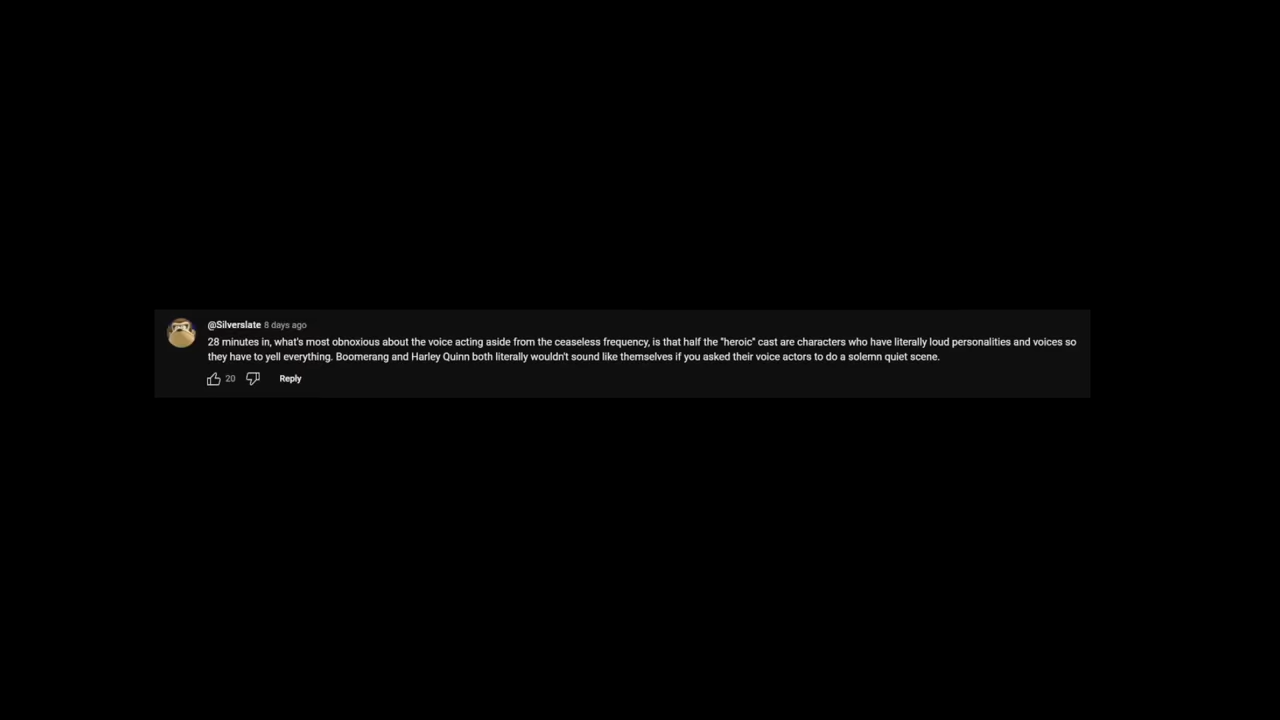 @Silverslate 8 days ago
28 minutes in, what's most obnoxious about the voice acting aside from the ceaseless frequency, is that half the "heroic" cast are characters who have literally loud personalities and voices so
they have to yell everything. Boomerang and Harley Quinn both literally wouldn't sound like themselves if you asked their voice actors to do a solemn quiet scene.
20 Reply